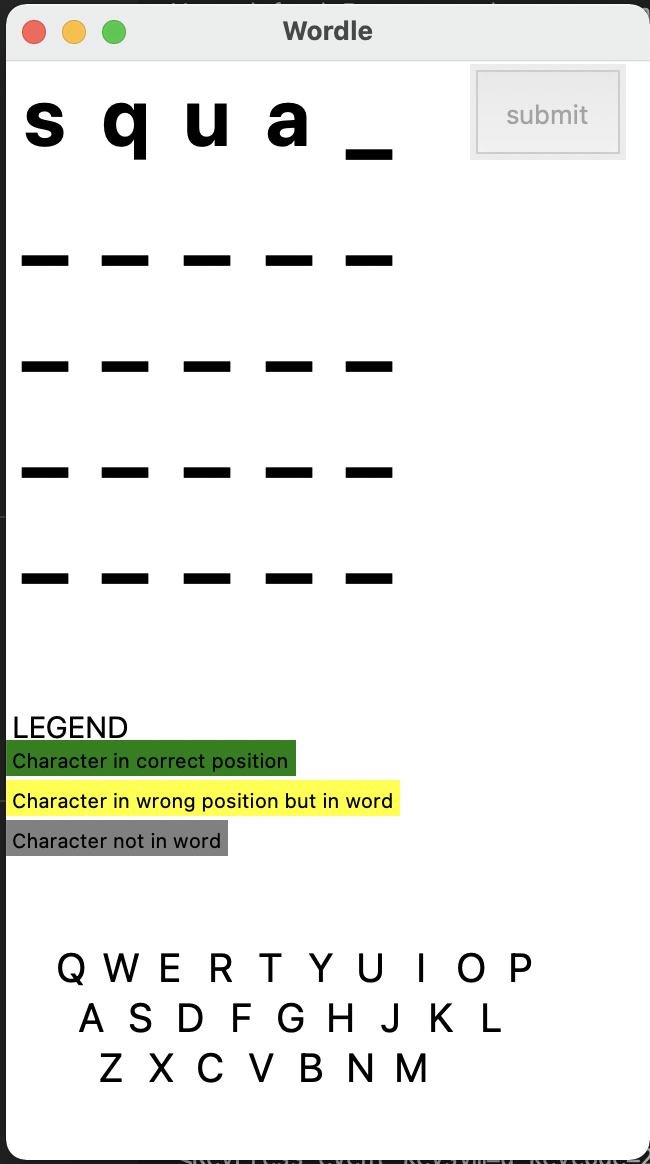 Wordle
s q u a _
submit
_ _ _ _ _
_ _ _ _ _
_ _ _ _ _
_ _ _ _ _
LEGEND
Character in correct position
Character in wrong position but in word
Character not in word
Q W E R T Y U I O P
A S D F G H J K L
Z X C V B N M